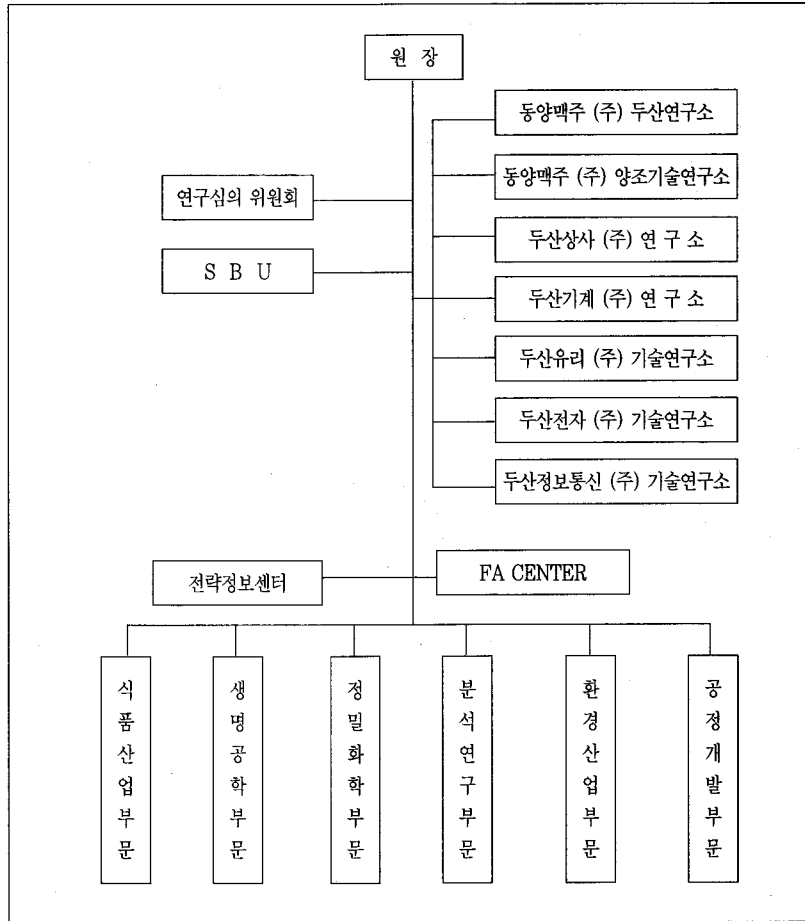 원 장
동양맥주 (주) 두산연구소
동양맥주 (주) 양조기술연구소
연구심의 위원회
두산상사 (주) 연 구 소
S B U
두산기계 (주) 연 구 소
두산유리 (주) 기술연구소
두산전자 (주) 기술연구소
두산정보통신 (주) 기술연구소
전략정보센터
FA CENTER
식품산업부문
생명공학부문
정밀화학부문
분석연구부문
환경산업부문
공정개발부문